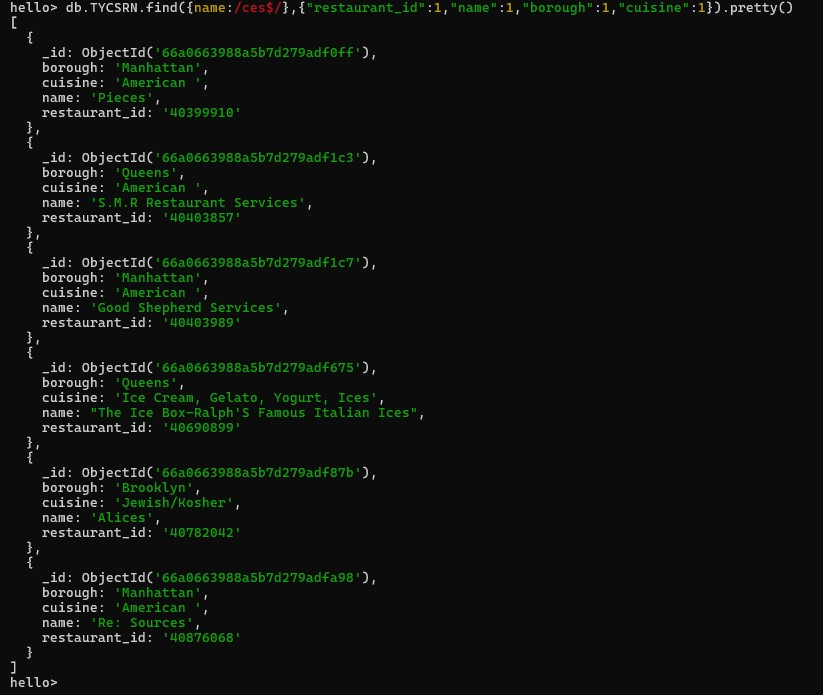 hello> db.TYCSRN.find({name:/ces$/},{"restaurant_id":1,"name":1,"borough":1,"cuisine":1}).pretty()
[
  {
    _id: ObjectId('66a0663988a5b7d279adf0ff'),
    borough: 'Manhattan',
    cuisine: 'American ',
    name: 'Pieces',
    restaurant_id: '40399910'
  },
  {
    _id: ObjectId('66a0663988a5b7d279adf1c3'),
    borough: 'Queens',
    cuisine: 'American ',
    name: 'S.M.R Restaurant Services',
    restaurant_id: '40403857'
  },
  {
    _id: ObjectId('66a0663988a5b7d279adf1c7'),
    borough: 'Manhattan',
    cuisine: 'American ',
    name: 'Good Shepherd Services',
    restaurant_id: '40403989'
  },
  {
    _id: ObjectId('66a0663988a5b7d279adf675'),
    borough: 'Queens',
    cuisine: 'Ice Cream, Gelato, Yogurt, Ices',
    name: "The Ice Box-Ralph'S Famous Italian Ices",
    restaurant_id: '40690899'
  },
  {
    _id: ObjectId('66a0663988a5b7d279adf87b'),
    borough: 'Brooklyn',
    cuisine: 'Jewish/Kosher',
    name: 'Alices',
    restaurant_id: '40782042'
  },
  {
    _id: ObjectId('66a0663988a5b7d279adfa98'),
    borough: 'Manhattan',
    cuisine: 'American ',
    name: 'Re: Sources',
    restaurant_id: '40876068'
  }
]
hello>